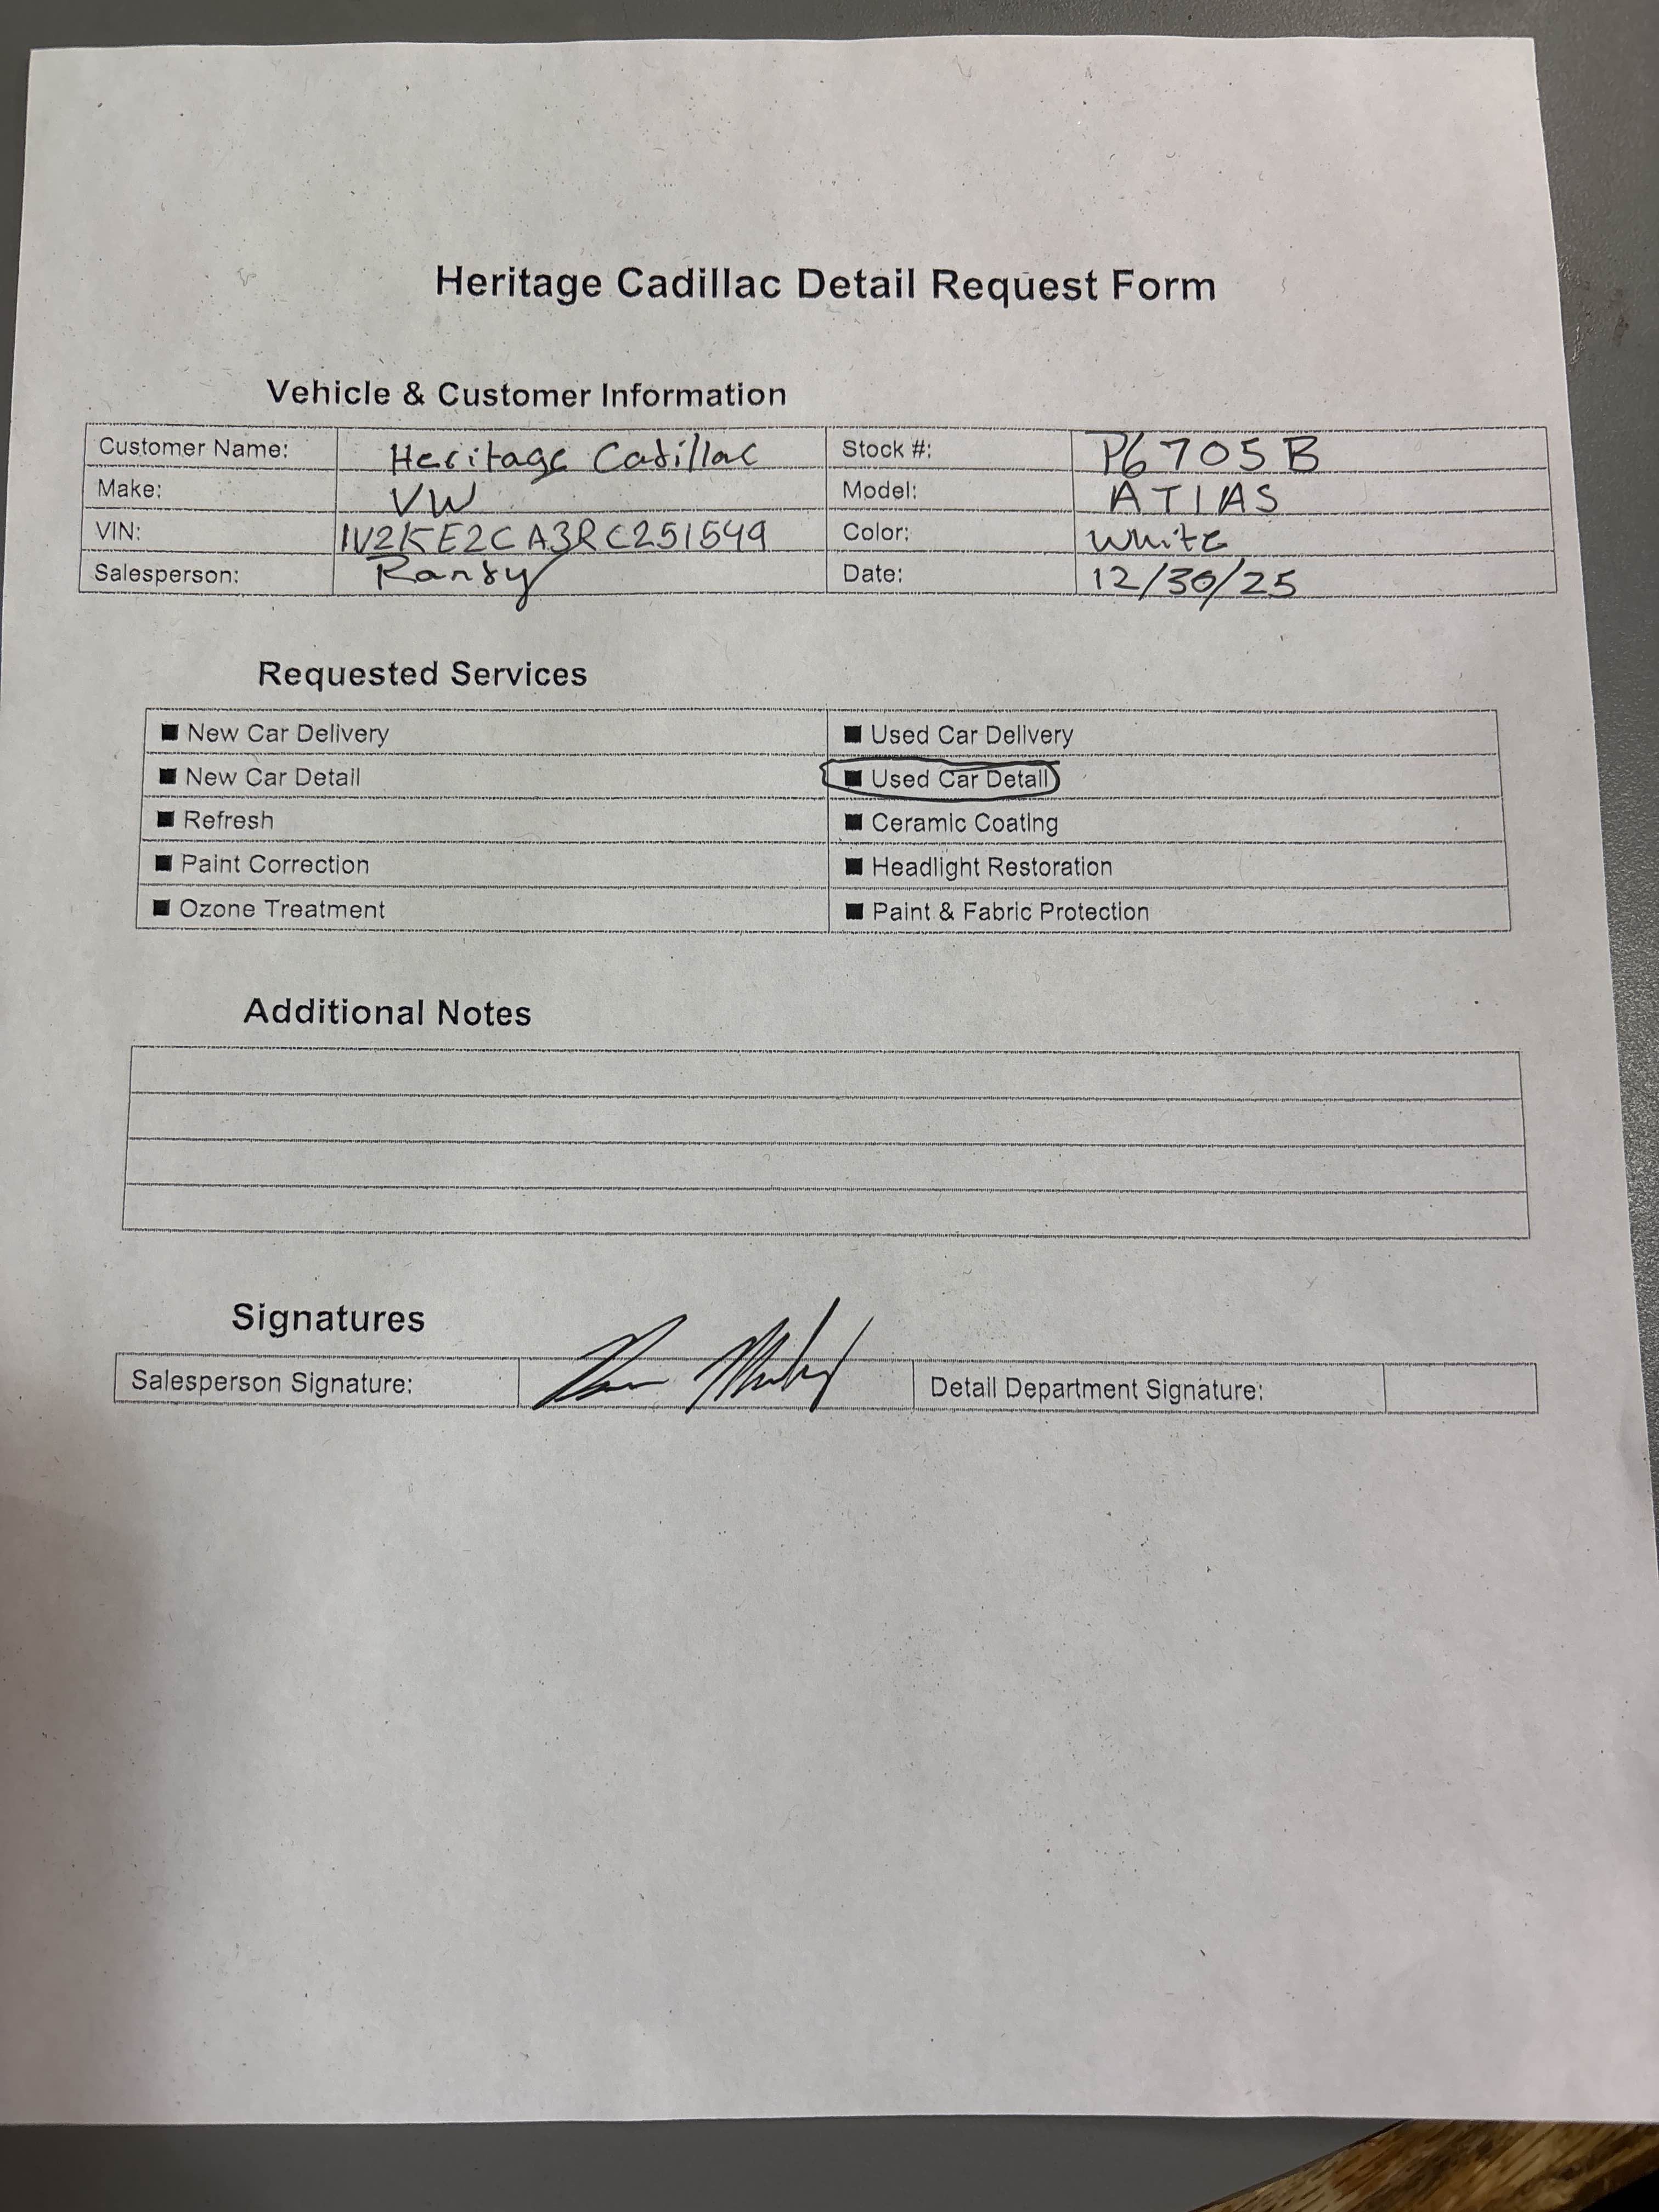 Heritage Cadillac Detail Request Form
Vehicle & Customer Information
Customer Name: Heritage Cadillac Stock #: P6705B
Make: VW Model: ATIAS
VIN: 1V2KE2CA3RC251549 Color: White
Salesperson: Randy Date: 12/30/25
Requested Services
■ New Car Delivery ■ Used Car Delivery
■ New Car Detail ■ Used Car Detail
■ Refresh ■ Ceramic Coating
■ Paint Correction ■ Headlight Restoration
■ Ozone Treatment ■ Paint & Fabric Protection
Additional Notes
Signatures
Salesperson Signature: Detail Department Signature: